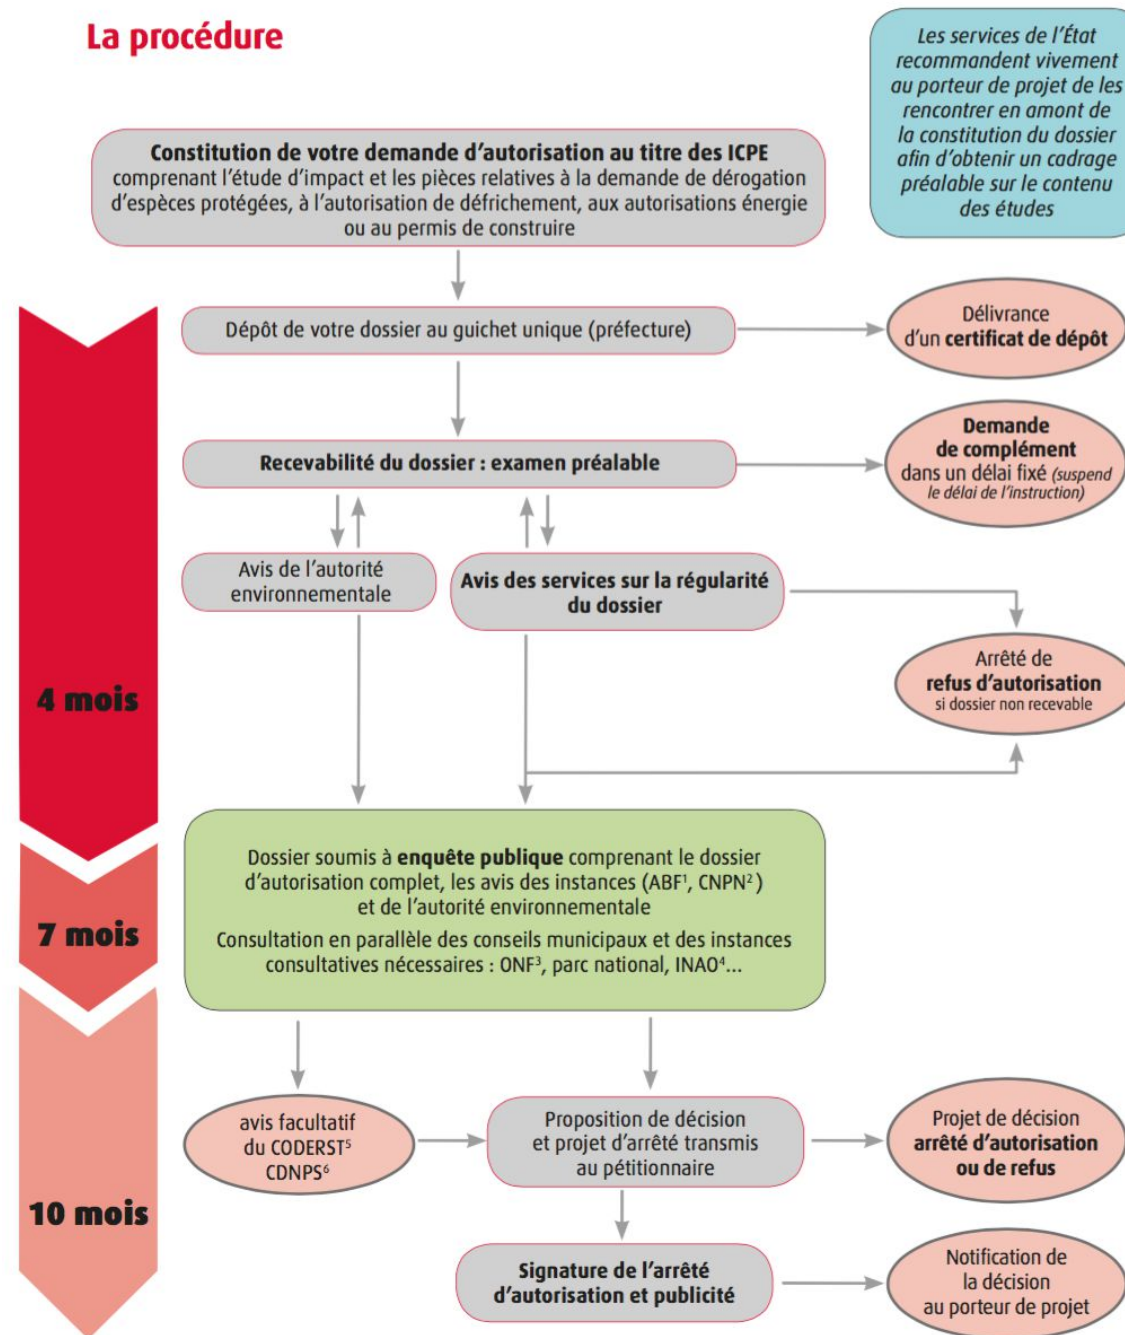 La procédure
Les services de l'État
recommandent vivement
au porteur de projet de les
rencontrer en amont de
la constitution du dossier
afin d'obtenir un cadrage
préalable sur le contenu
des études
Constitution de votre demande d'autorisation au titre des ICPE
comprenant l'étude d'impact et les pièces relatives à la demande de dérogation
d'espèces protégées, à l'autorisation de défrichement, aux autorisations énergie
ou au permis de construire
Dépôt de votre dossier au guichet unique (préfecture)
Délivrance
d'un certificat de dépôt
Recevabilité du dossier : examen préalable
Demande
de complément
dans un délai fixé (suspend
le délai de l'instruction)
Avis de l'autorité
environnementale
Avis des services sur la régularité
du dossier
Arrêté de
refus d'autorisation
si dossier non recevable
4 mois
Dossier soumis à enquête publique comprenant le dossier
d'autorisation complet, les avis des instances (ABF¹, CNPN²)
et de l'autorité environnementale
Consultation en parallèle des conseils municipaux et des instances
consultatives nécessaires : ONF³, parc national, INAO⁴...
7 mois
avis facultatif
du CODERST⁵
CDNPS⁶
Proposition de décision
et projet d'arrêté transmis
au pétitionnaire
Projet de décision
arrêté d'autorisation
ou de refus
10 mois
Signature de l'arrêté
d'autorisation et publicité
Notification de
la décision
au porteur de projet